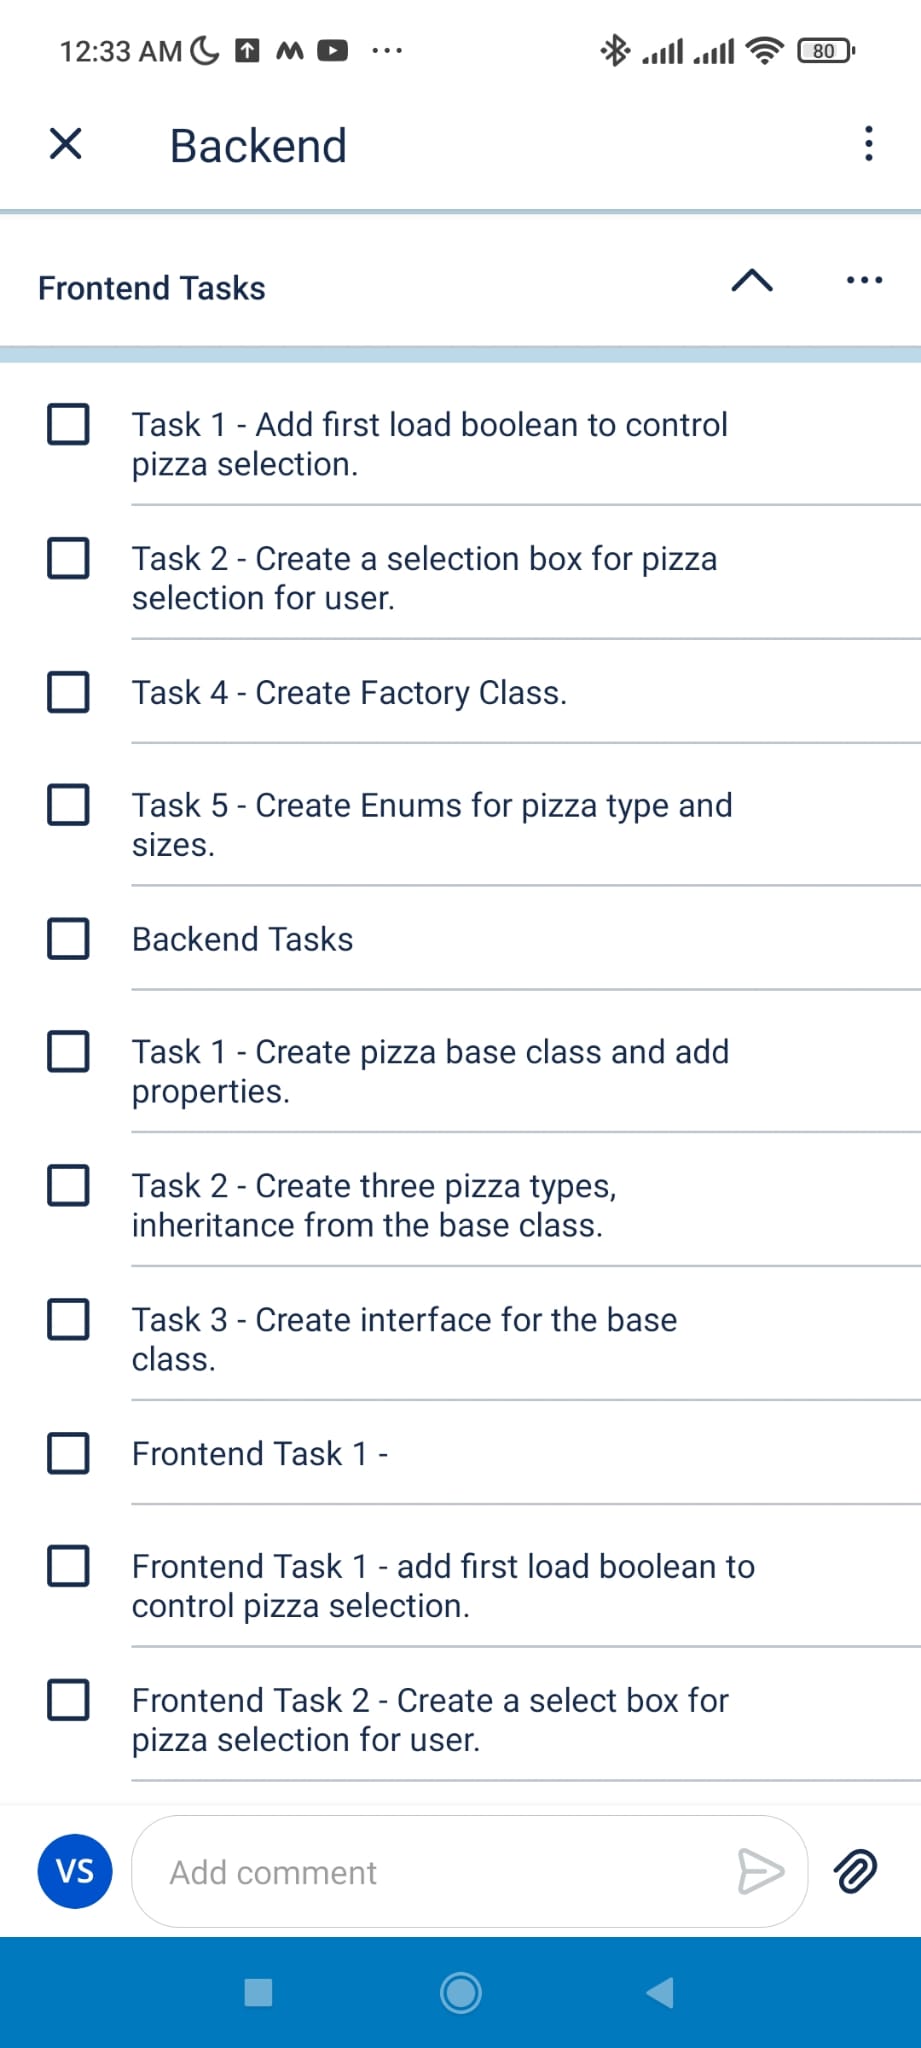 12:33 AM
80
Backend
Frontend Tasks
Task 1 - Add first load boolean to control
pizza selection.
Task 2 - Create a selection box for pizza
selection for user.
Task 4 - Create Factory Class.
Task 5 - Create Enums for pizza type and
sizes.
Backend Tasks
Task 1 - Create pizza base class and add
properties.
Task 2 - Create three pizza types,
inheritance from the base class.
Task 3 - Create interface for the base
class.
Frontend Task 1 -
Frontend Task 1 - add first load boolean to
control pizza selection.
Frontend Task 2 - Create a select box for
pizza selection for user.
VS
Add comment